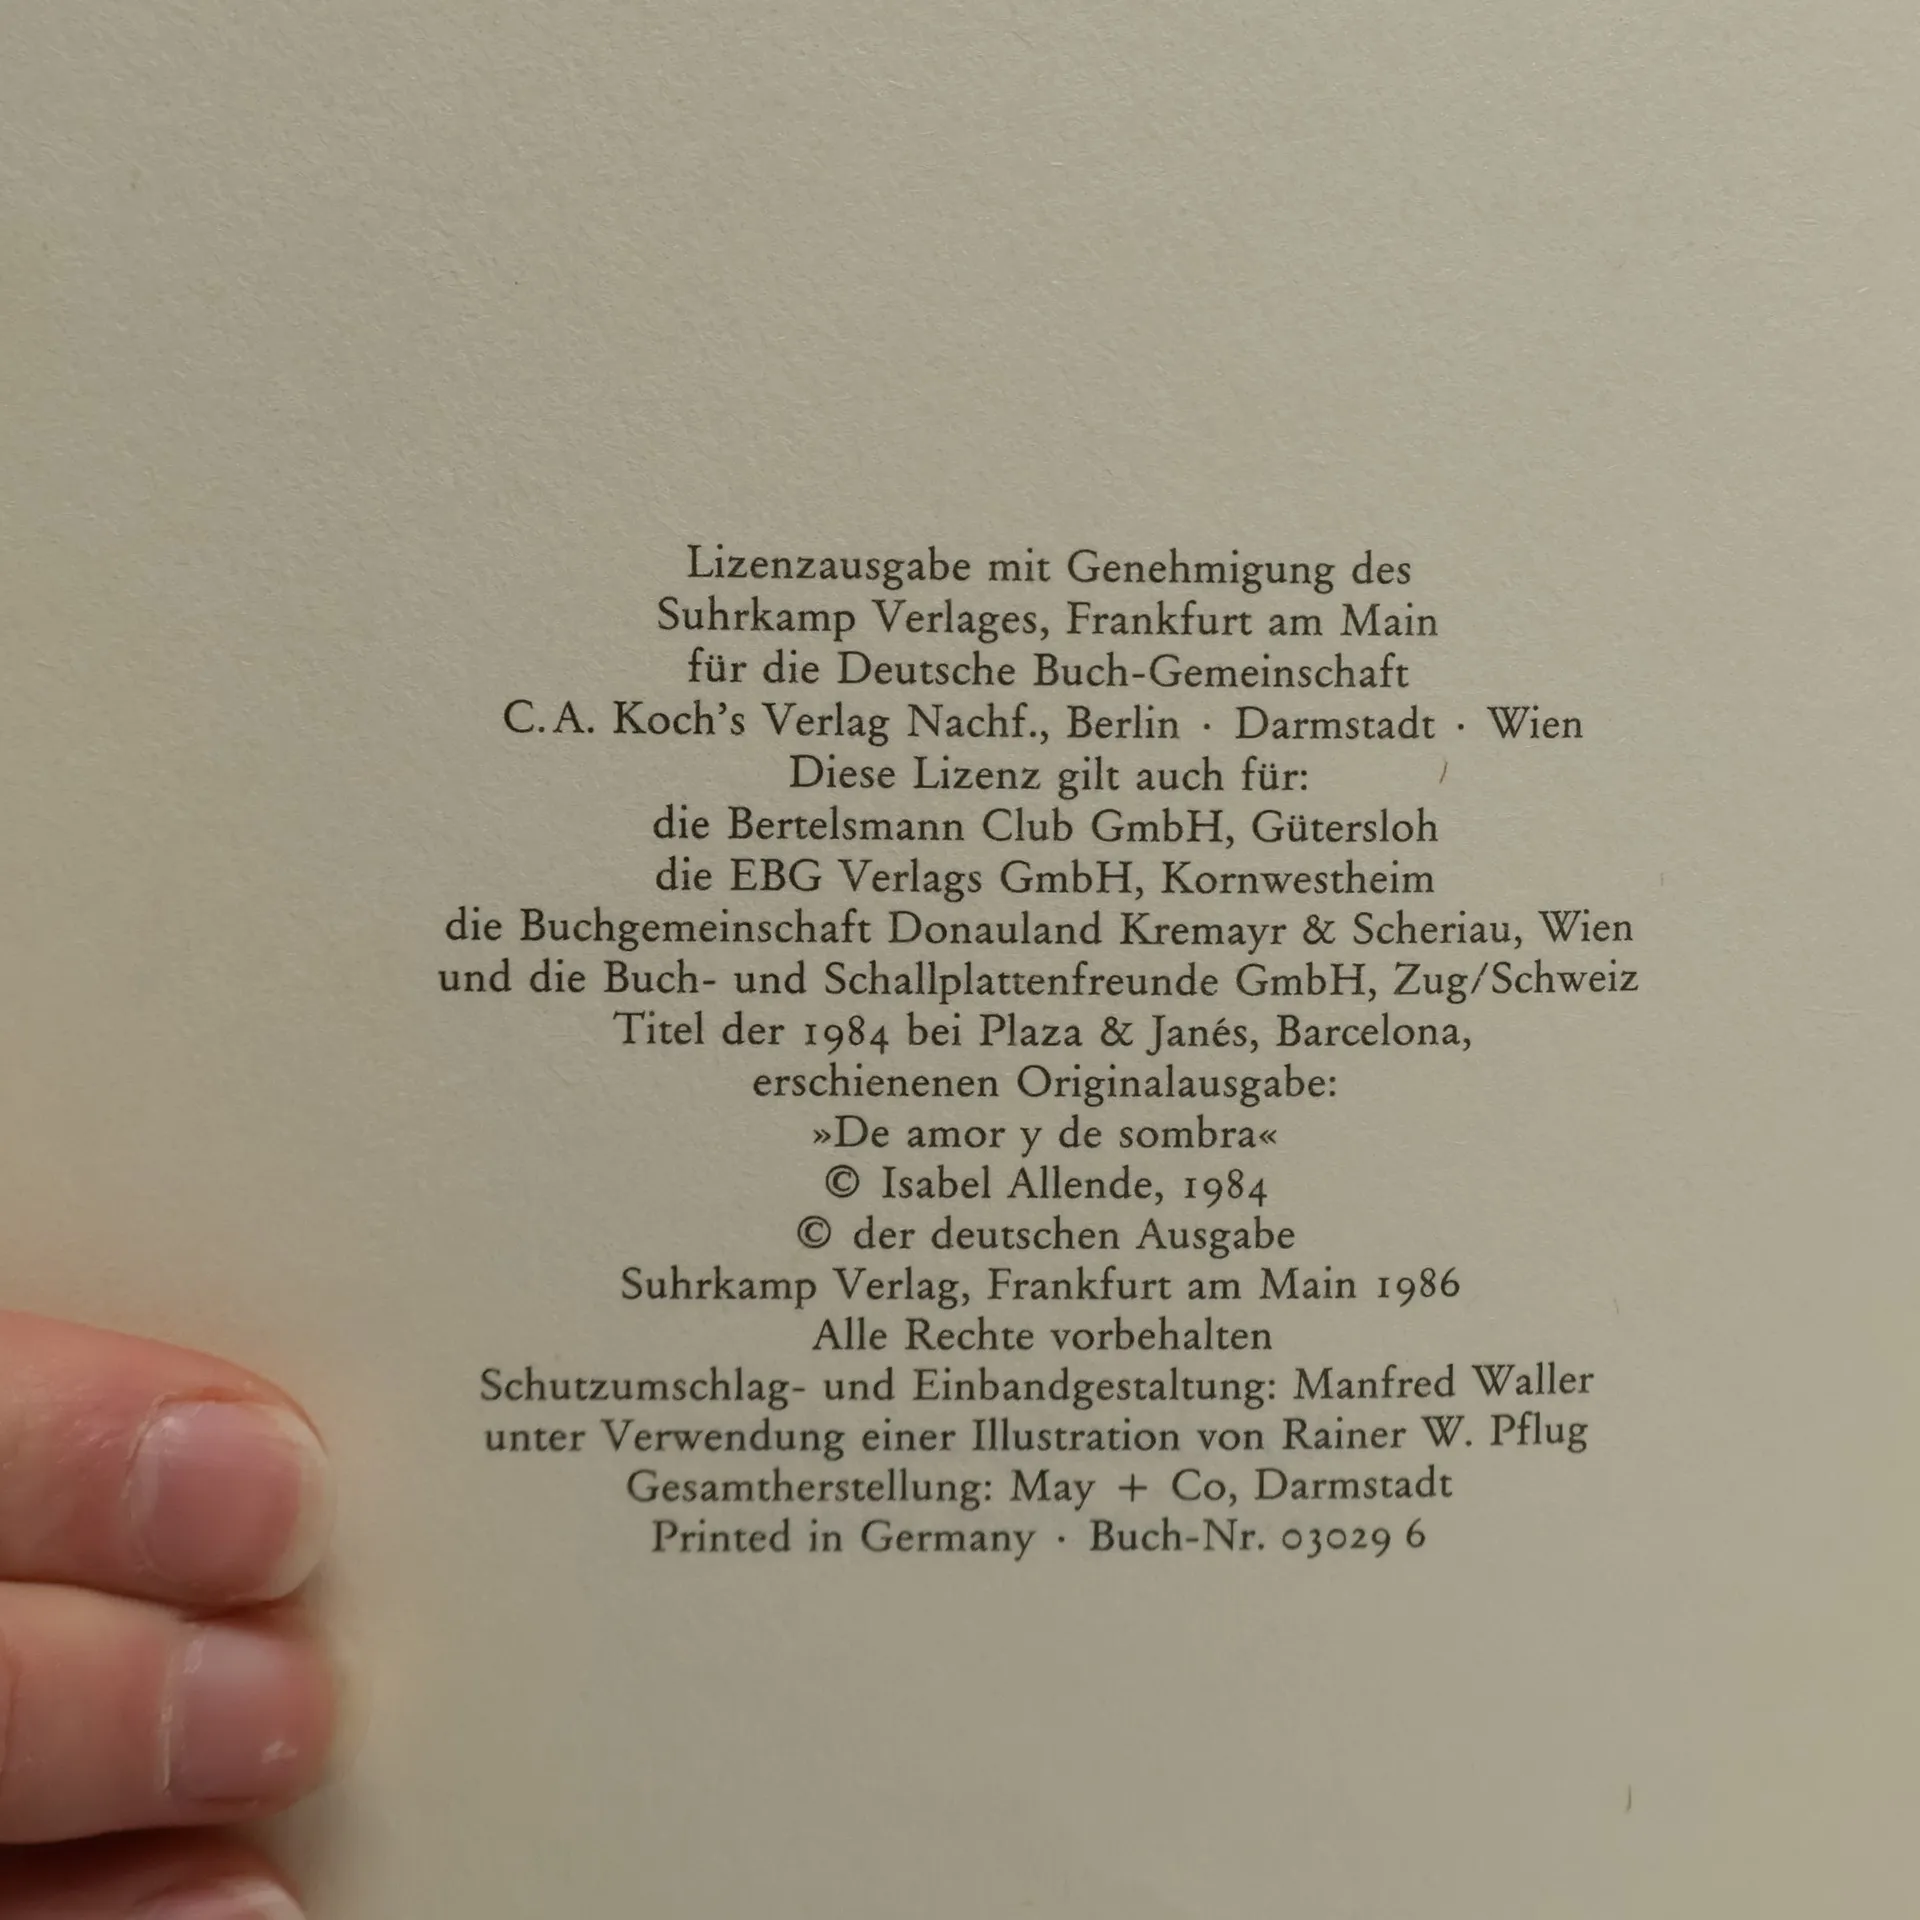 Lizenzausgabe mit Genehmigung des
Suhrkamp Verlages, Frankfurt am Main
für die Deutsche Buch-Gemeinschaft
C. A. Koch’s Verlag Nachf., Berlin · Darmstadt · Wien
Diese Lizenz gilt auch für:
die Bertelsmann Club GmbH, Gütersloh
die EBG Verlags GmbH, Kornwestheim
die Buchgemeinschaft Donauland Kremayr & Scheriau, Wien
und die Buch- und Schallplattenfreunde GmbH, Zug/Schweiz
Titel der 1984 bei Plaza & Janés, Barcelona,
erschienenen Originalausgabe:
»De amor y de sombra«
© Isabel Allende, 1984
© der deutschen Ausgabe
Suhrkamp Verlag, Frankfurt am Main 1986
Alle Rechte vorbehalten
Schutzumschlag- und Einbandgestaltung: Manfred Waller
unter Verwendung einer Illustration von Rainer W. Pflug
Gesamtherstellung: May + Co, Darmstadt
Printed in Germany · Buch-Nr. 03029 6